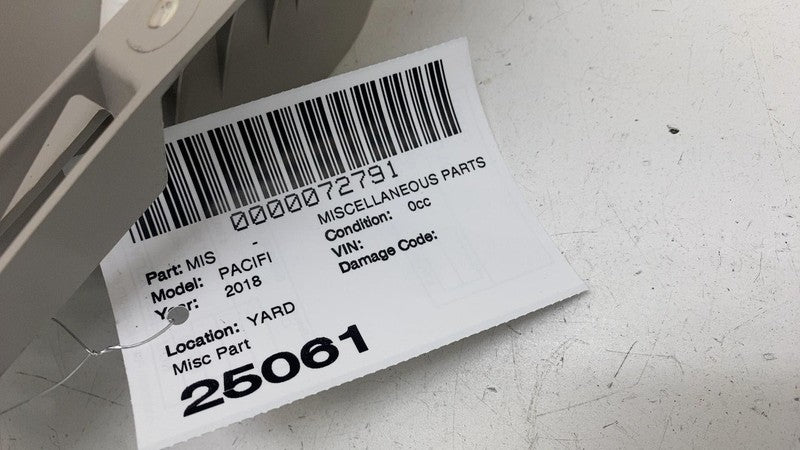 0000072791
MISCELLANEOUS PARTS
Part: MIS -
Condition: 0cc
Model: PACIFI
VIN:
Year: 2018
Damage Code:
Location: YARD
Misc Part
25061